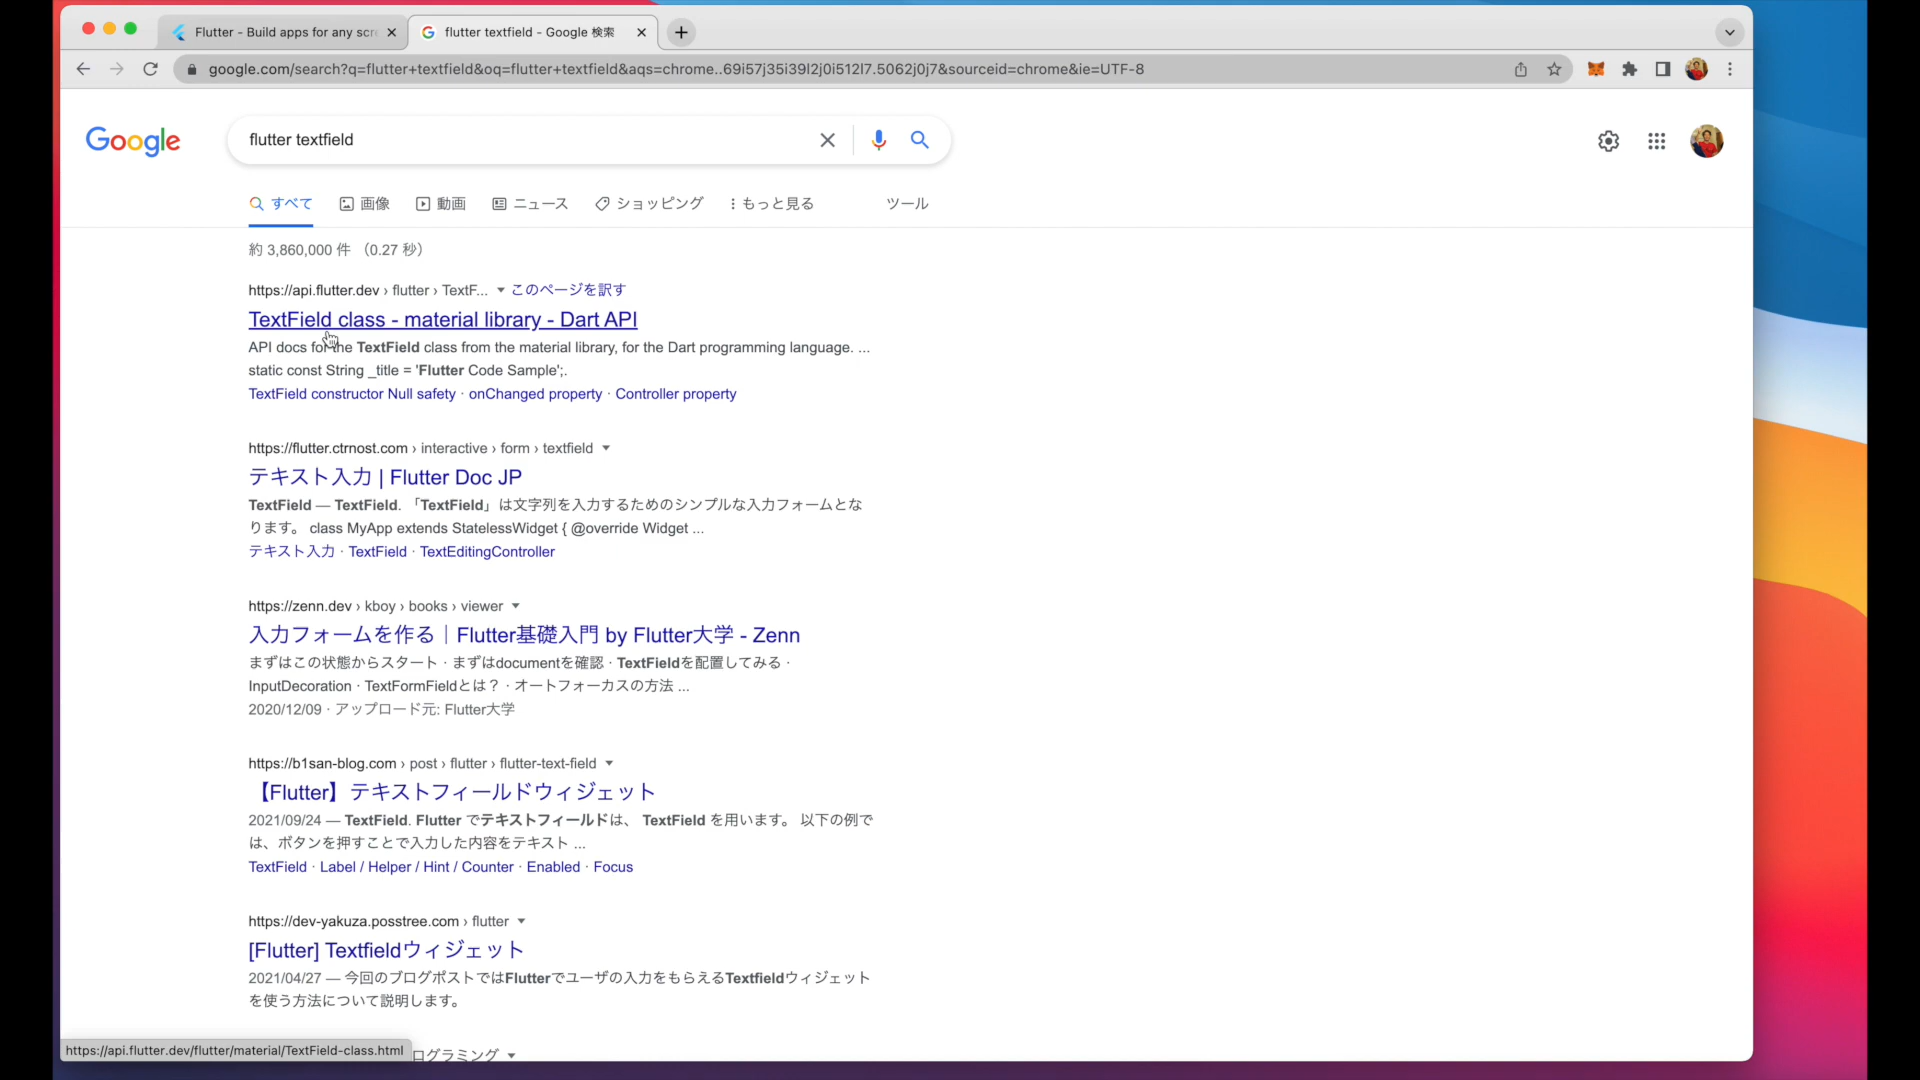 Flutter - Build apps for any scre
flutter textfield - Google 検索
google.com/search?q=flutter+textfield&oq=flutter+textfield&aqs=chrome..69i57j35i39l2j0i512l7.5062j0j7&sourceid=chrome&ie=UTF-8
Google
flutter textfield
すべて 画像 動画 ニュース ショッピング もっと見る ツール
約 3,860,000 件 (0.27 秒)
https://api.flutter.dev › flutter › TextF... このページを訳す
TextField class - material library - Dart API
API docs for the TextField class from the material library, for the Dart programming language. ...
static const String _title = 'Flutter Code Sample';.
TextField constructor Null safety · onChanged property · Controller property
https://flutter.ctrnost.com › interactive › form › textfield
テキスト入力 | Flutter Doc JP
TextField — TextField. 「TextField」は文字列を入力するためのシンプルな入力フォームとな
ります。 class MyApp extends StatelessWidget { @override Widget ...
テキスト入力 · TextField · TextEditingController
https://zenn.dev › kboy › books › viewer
入力フォームを作る｜Flutter基礎入門 by Flutter大学 - Zenn
まずはこの状態からスタート · まずはdocumentを確認 · TextFieldを配置してみる ·
InputDecoration · TextFormFieldとは？ · オートフォーカスの方法 ...
2020/12/09 · アップロード元: Flutter大学
https://b1san-blog.com › post › flutter › flutter-text-field
【Flutter】テキストフィールドウィジェット
2021/09/24 — TextField. Flutter でテキストフィールドは、 TextField を用います。 以下の例で
は、ボタンを押すことで入力した内容をテキスト ...
TextField · Label / Helper / Hint / Counter · Enabled · Focus
https://dev-yakuza.posstree.com › flutter
[Flutter] Textfieldウィジェット
2021/04/27 — 今回のブログポストではFlutterでユーザの入力をもらえるTextfieldウィジェット
を使う方法について説明します。
https://api.flutter.dev/flutter/material/TextField-class.html ログラミング